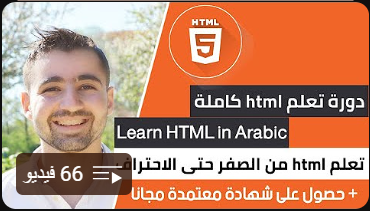 HTML
5
دورة تعلم html كاملة
Learn HTML in Arabic
تعلم html من الصفر حتى الاحتراف
+ حصول على شهادة معتمدة مجانا
66 فيديو